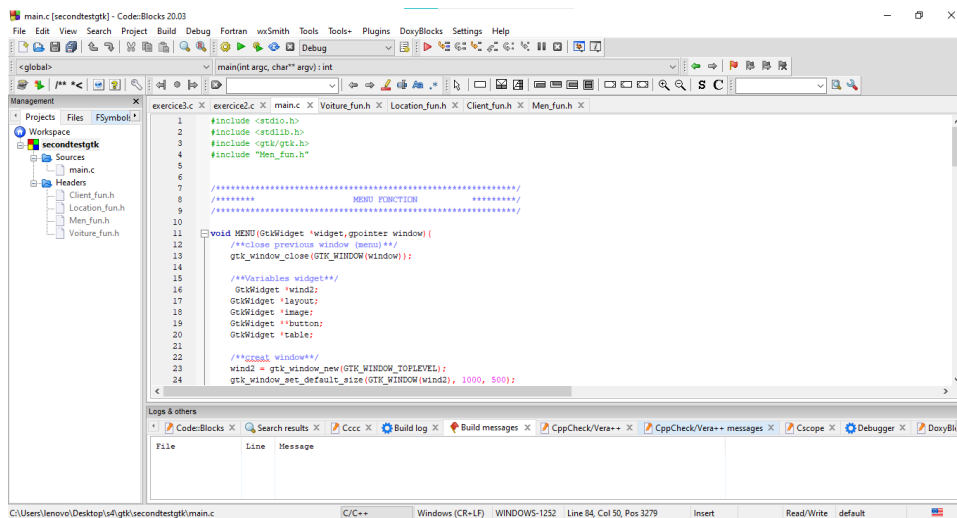 main.c [secondtestgtk] - Code::Blocks 20.03
File Edit View Search Project Build Debug Fortran wxSmith Tools Tools+ Plugins DoxyBlocks Settings Help
Debug
<global> main(int argc, char** argv) : int
/** *< .* S C
Management
Projects Files FSymbols
exercice3.c X exercice2.c X main.c X Voiture_fun.h X Location_fun.h X Client_fun.h X Men_fun.h X
Workspace
secondtestgtk
Sources
main.c
Headers
Client_fun.h
Location_fun.h
Men_fun.h
Voiture_fun.h
1 #include <stdio.h>
2 #include <stdlib.h>
3 #include <gtk/gtk.h>
4 #include "Men_fun.h"
5
6
7 /*************************************************************/
8 /******** MENU FONCTION *********/
9 /*************************************************************/
10
11 void MENU(GtkWidget *widget,gpointer window){
12 /**close previous window (menu)**/
13 gtk_window_close(GTK_WINDOW(window));
14
15 /**Variables widget**/
16 GtkWidget *wind2;
17 GtkWidget *layout;
18 GtkWidget *image;
19 GtkWidget **button;
20 GtkWidget *table;
21
22 /**creat window**/
23 wind2 = gtk_window_new(GTK_WINDOW_TOPLEVEL);
24 gtk_window_set_default_size(GTK_WINDOW(wind2), 1000, 500);
Logs & others
Code::Blocks X Search results X Cccc X Build log X Build messages X CppCheck/Vera++ X CppCheck/Vera++ messages X Cscope X Debugger X DoxyBl
File Line Message
C:\Users\lenovo\Desktop\s4\gtk\secondtestgtk\main.c C/C++ Windows (CR+LF) WINDOWS-1252 Line 84, Col 50, Pos 3279 Insert Read/Write default